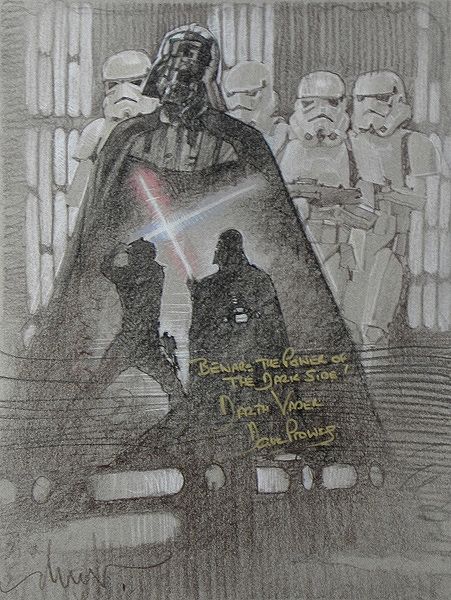 BEWARE THE POWER OF
THE DARK SIDE!
DARTH VADER
Dave Prowse